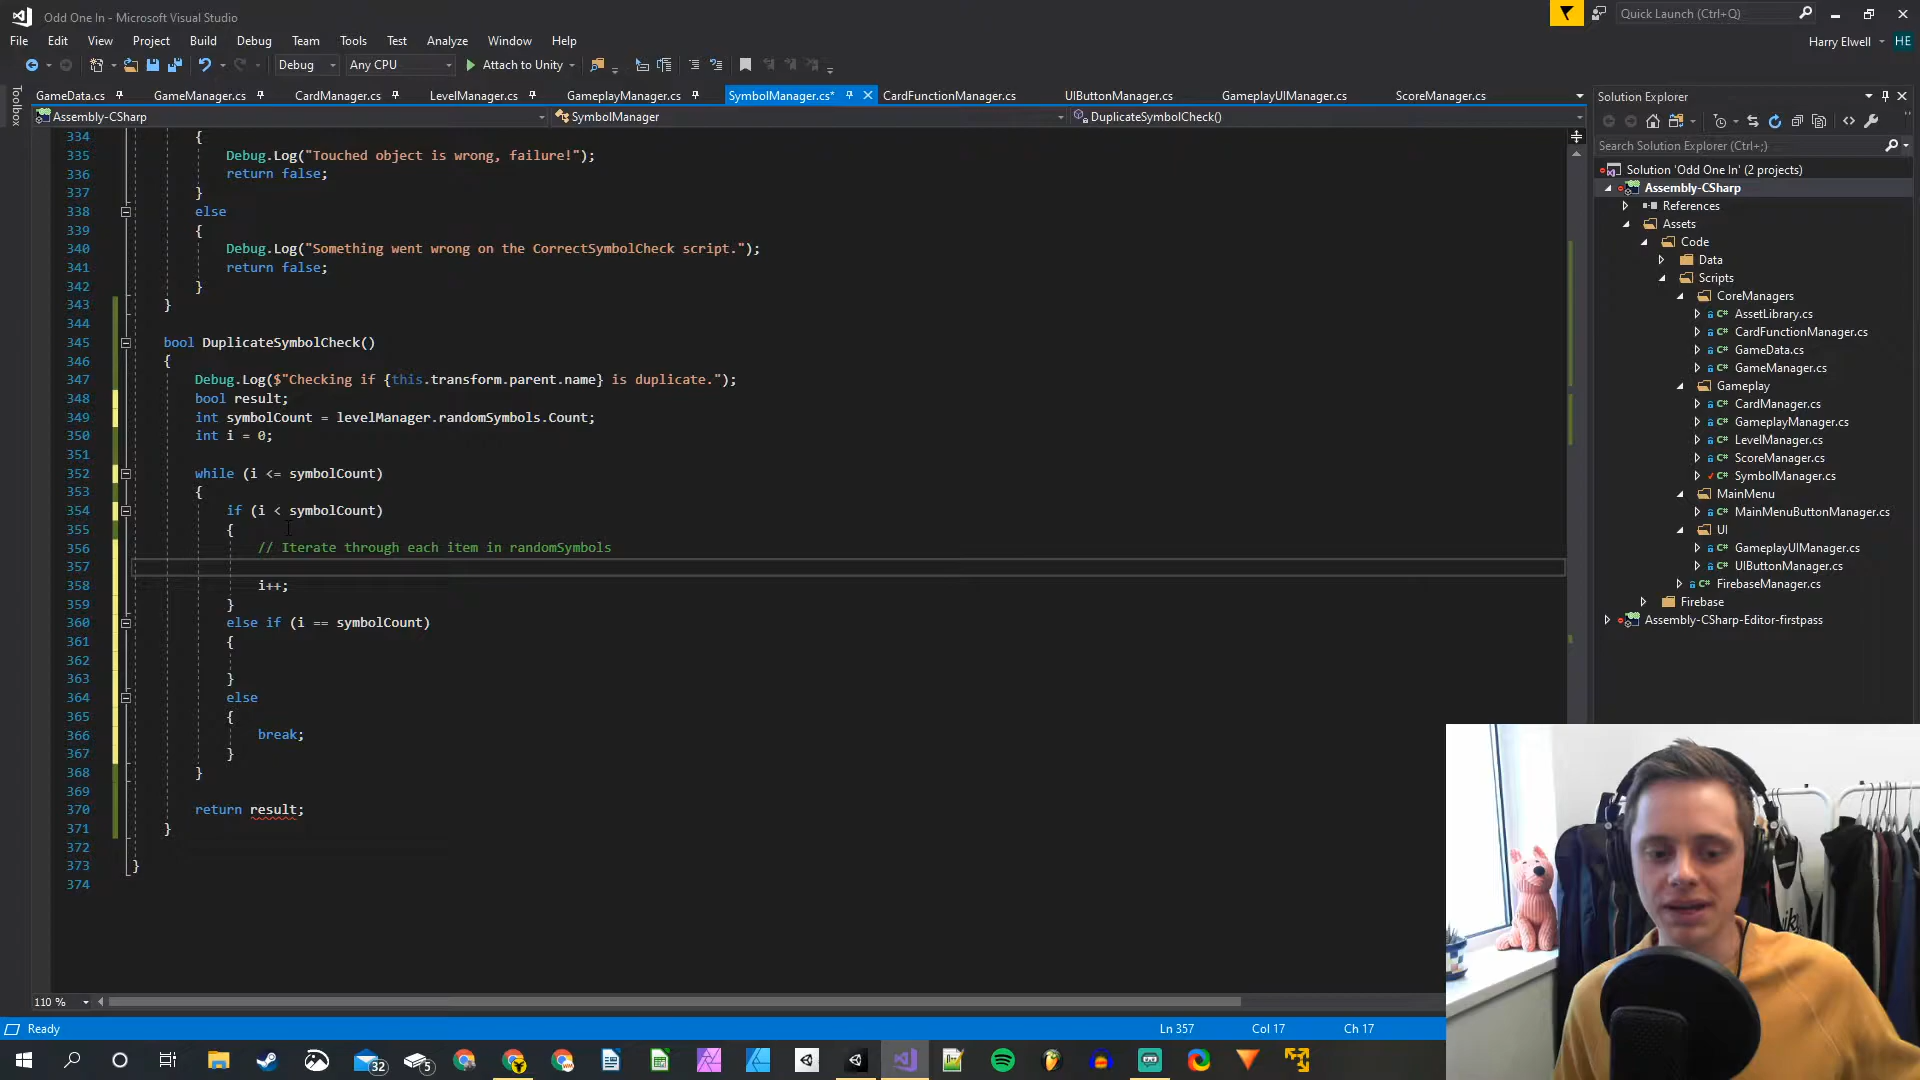 Odd One In - Microsoft Visual Studio
Quick Launch (Ctrl+Q)
File Edit View Project Build Debug Team Tools Test Analyze Window Help
Harry Elwell HE
Debug Any CPU Attach to Unity
Toolbox
GameData.cs GameManager.cs CardManager.cs LevelManager.cs GameplayManager.cs SymbolManager.cs* CardFunctionManager.cs UIButtonManager.cs GameplayUIManager.cs ScoreManager.cs
Assembly-CSharp SymbolManager DuplicateSymbolCheck()
334 {
335 Debug.Log("Touched object is wrong, failure!");
336 return false;
337 }
338 else
339 {
340 Debug.Log("Something went wrong on the CorrectSymbolCheck script.");
341 return false;
342 }
343 }
344
345 bool DuplicateSymbolCheck()
346 {
347 Debug.Log($"Checking if {this.transform.parent.name} is duplicate.");
348 bool result;
349 int symbolCount = levelManager.randomSymbols.Count;
350 int i = 0;
351
352 while (i <= symbolCount)
353 {
354 if (i < symbolCount)
355 {
356 // Iterate through each item in randomSymbols
357
358 i++;
359 }
360 else if (i == symbolCount)
361 {
362
363 }
364 else
365 {
366 break;
367 }
368 }
369
370 return result;
371 }
372
373 }
374
110 %
Ready
Ln 357 Col 17 Ch 17
Solution Explorer
Search Solution Explorer (Ctrl+;)
Solution 'Odd One In' (2 projects)
Assembly-CSharp
References
Assets
Code
Data
Scripts
CoreManagers
AssetLibrary.cs
CardFunctionManager.cs
GameData.cs
GameManager.cs
Gameplay
CardManager.cs
GameplayManager.cs
LevelManager.cs
ScoreManager.cs
SymbolManager.cs
MainMenu
MainMenuButtonManager.cs
UI
GameplayUIManager.cs
UIButtonManager.cs
FirebaseManager.cs
Firebase
Assembly-CSharp-Editor-firstpass
32
5